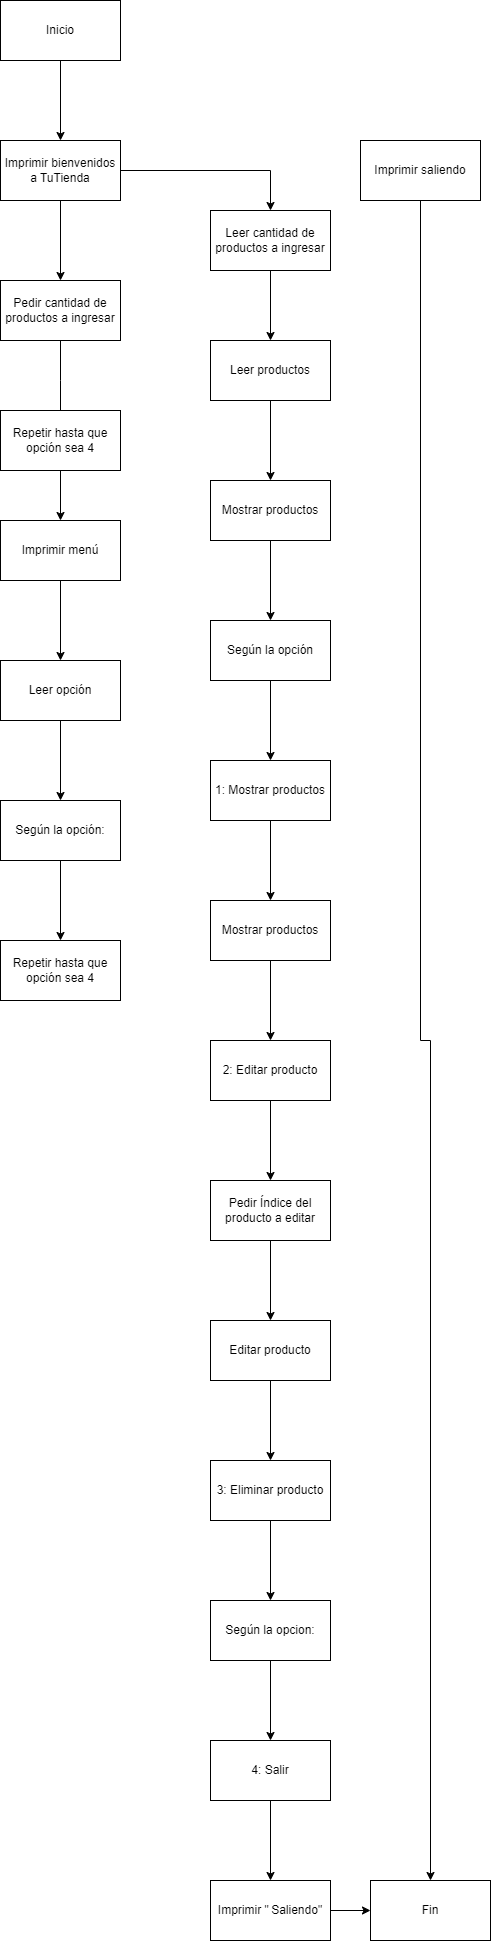 Inicio
Imprimir bienvenidos
a TuTienda
Pedir cantidad de
productos a ingresar
Repetir hasta que
opción sea 4
Imprimir menú
Leer opción
Según la opción:
Repetir hasta que
opción sea 4
Leer cantidad de
productos a ingresar
Leer productos
Mostrar productos
Según la opción
1: Mostrar productos
Mostrar productos
2: Editar producto
Pedir Índice del
producto a editar
Editar producto
3: Eliminar producto
Según la opcion:
4: Salir
Imprimir " Saliendo"
Imprimir saliendo
Fin